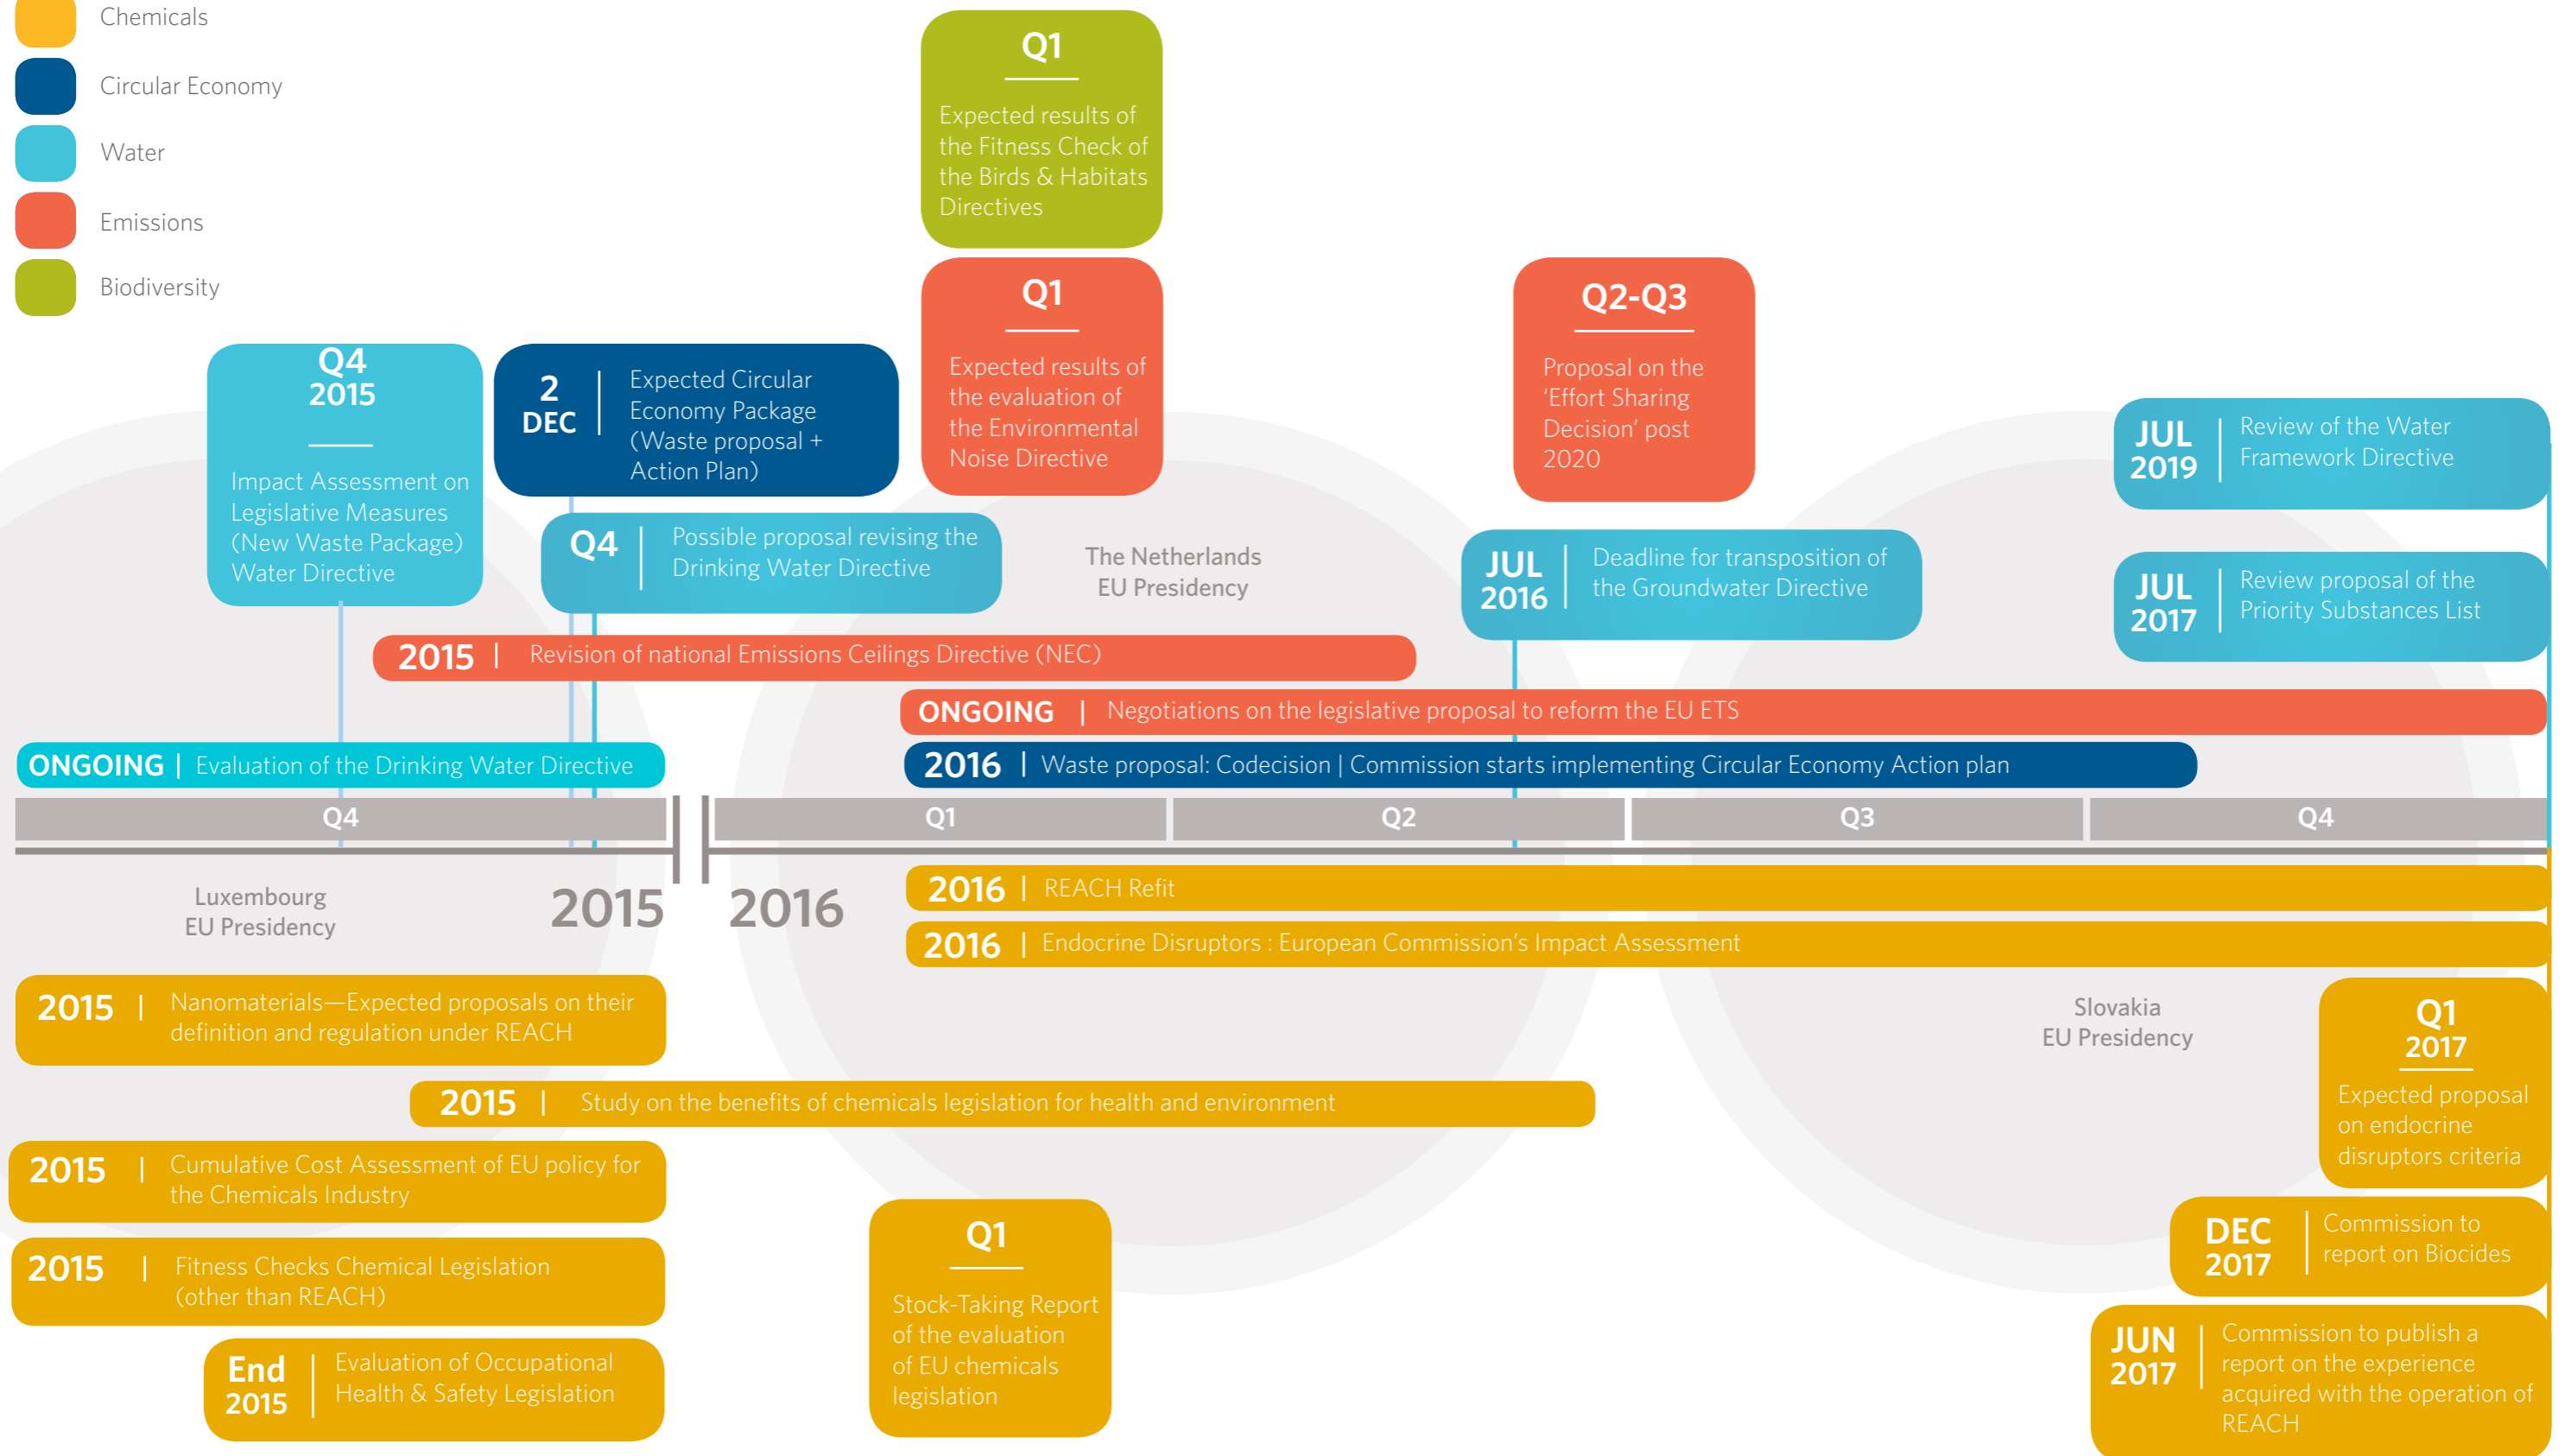 Chemicals
Circular Economy
Water
Emissions
Biodiversity
Q1
Expected results of
the Fitness Check of
the Birds & Habitats
Directives
Q1
Expected results of
the evaluation of
the Environmental
Noise Directive
Q2-Q3
Proposal on the
‘Effort Sharing
Decision’ post
2020
Q4
2015
Impact Assessment on
Legislative Measures
(New Waste Package)
Water Directive
2
DEC
Expected Circular
Economy Package
(Waste proposal +
Action Plan)
JUL
2019
Review of the Water
Framework Directive
Q4
Possible proposal revising the
Drinking Water Directive
The Netherlands
EU Presidency
JUL
2016
Deadline for transposition of
the Groundwater Directive
JUL
2017
Review proposal of the
Priority Substances List
2015 | Revision of national Emissions Ceilings Directive (NEC)
ONGOING | Negotiations on the legislative proposal to reform the EU ETS
ONGOING | Evaluation of the Drinking Water Directive
2016 | Waste proposal: Codecision | Commission starts implementing Circular Economy Action plan
Q4
Q1
Q2
Q3
Q4
Luxembourg
EU Presidency
2015
2016
2016 | REACH Refit
2016 | Endocrine Disruptors : European Commission’s Impact Assessment
2015 | Nanomaterials—Expected proposals on their
definition and regulation under REACH
Slovakia
EU Presidency
Q1
2017
Expected proposal
on endocrine
disruptors criteria
2015 | Study on the benefits of chemicals legislation for health and environment
2015 | Cumulative Cost Assessment of EU policy for
the Chemicals Industry
2015 | Fitness Checks Chemical Legislation
(other than REACH)
End
2015
Evaluation of Occupational
Health & Safety Legislation
Q1
Stock-Taking Report
of the evaluation
of EU chemicals
legislation
DEC
2017
Commission to
report on Biocides
JUN
2017
Commission to publish a
report on the experience
acquired with the operation of
REACH